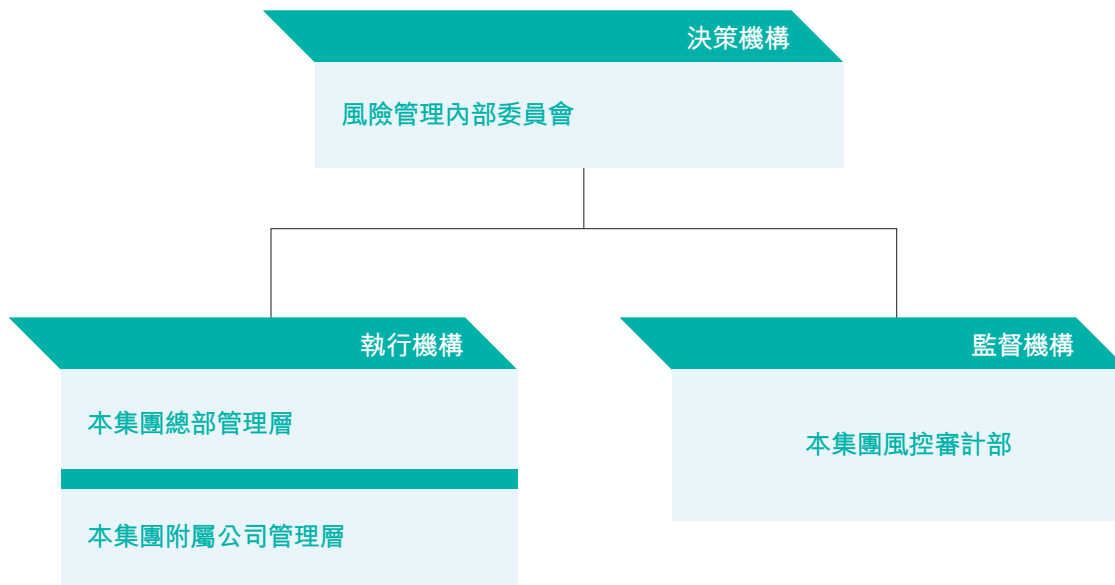 決策機構
風險管理內部委員會
執行機構
本集團總部管理層
本集團附屬公司管理層
監督機構
本集團風控審計部